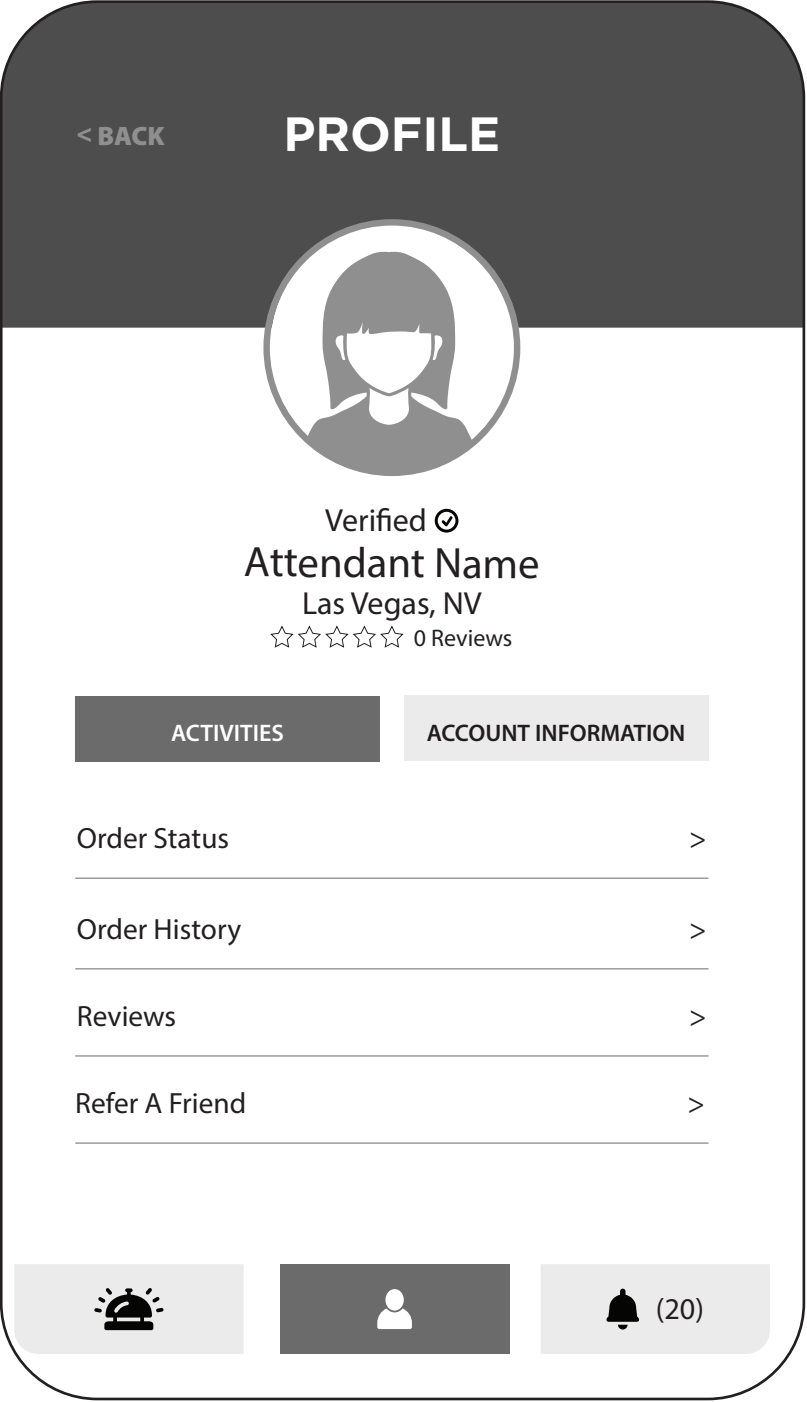 < BACK PROFILE
Verified
Attendant Name
Las Vegas, NV
0 Reviews
ACTIVITIES ACCOUNT INFORMATION
Order Status >
Order History >
Reviews >
Refer A Friend >
(20)